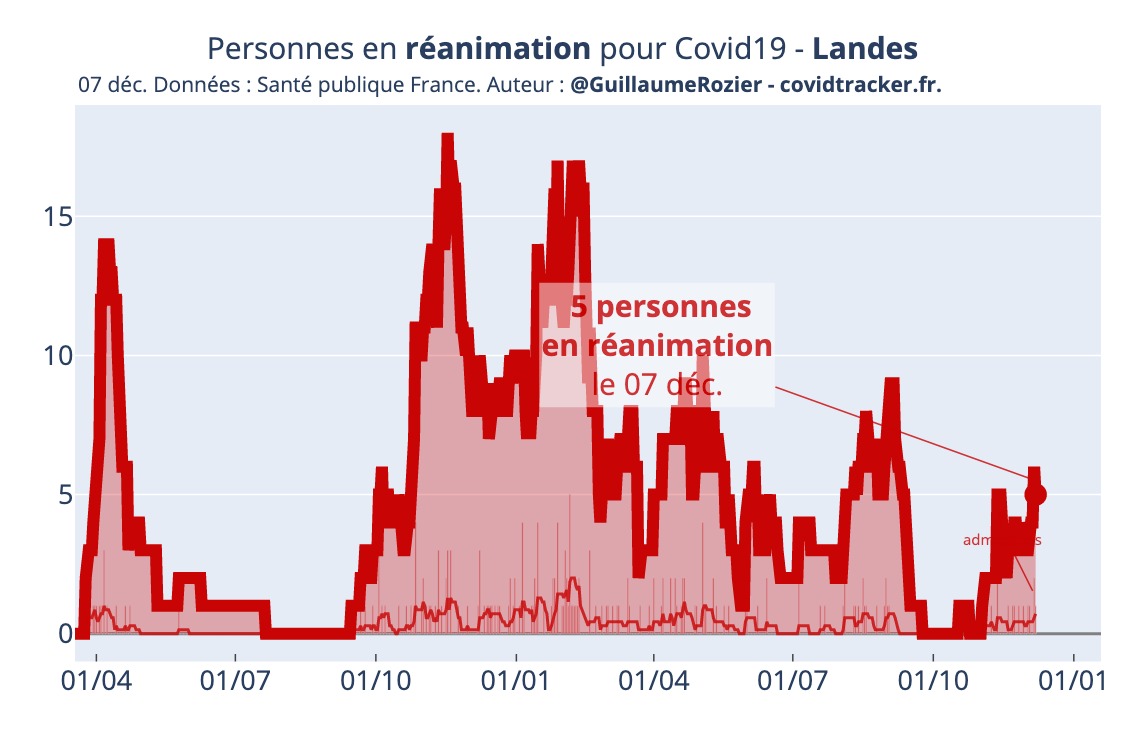 Personnes en réanimation pour Covid19 - Landes
07 déc. Données : Santé publique France. Auteur : @GuillaumeRozier - covidtracker.fr.
15
10
5
0
5 personnes
en réanimation
le 07 déc.
01/04
01/07
01/10
01/01
01/04
01/07
01/10
01/01